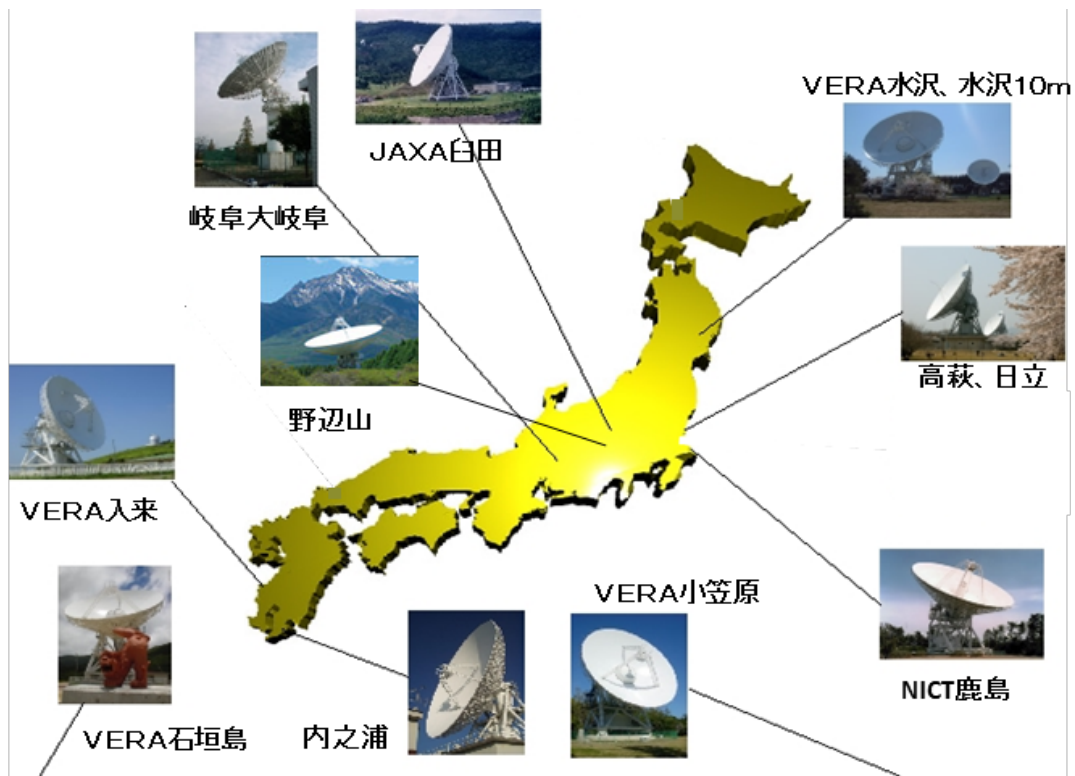 JAXA臼田
VERA水沢、水沢10m
岐阜大岐阜
高萩、日立
野辺山
VERA入来
VERA小笠原
NICT鹿島
VERA石垣島
内之浦